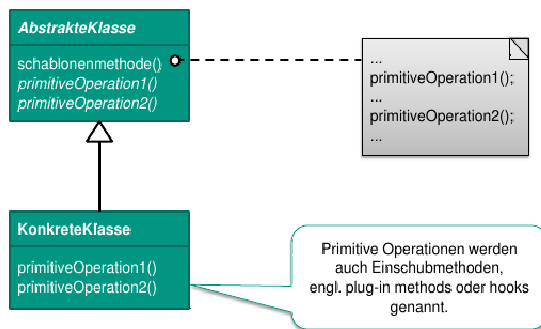 AbstrakteKlasse
schablonenmethode()
primitiveOperation1()
primitiveOperation2()
...
primitiveOperation1();
...
primitiveOperation2();
...
KonkreteKlasse
primitiveOperation1()
primitiveOperation2()
Primitive Operationen werden
auch Einschubmethoden,
engl. plug-in methods oder hooks
genannt.